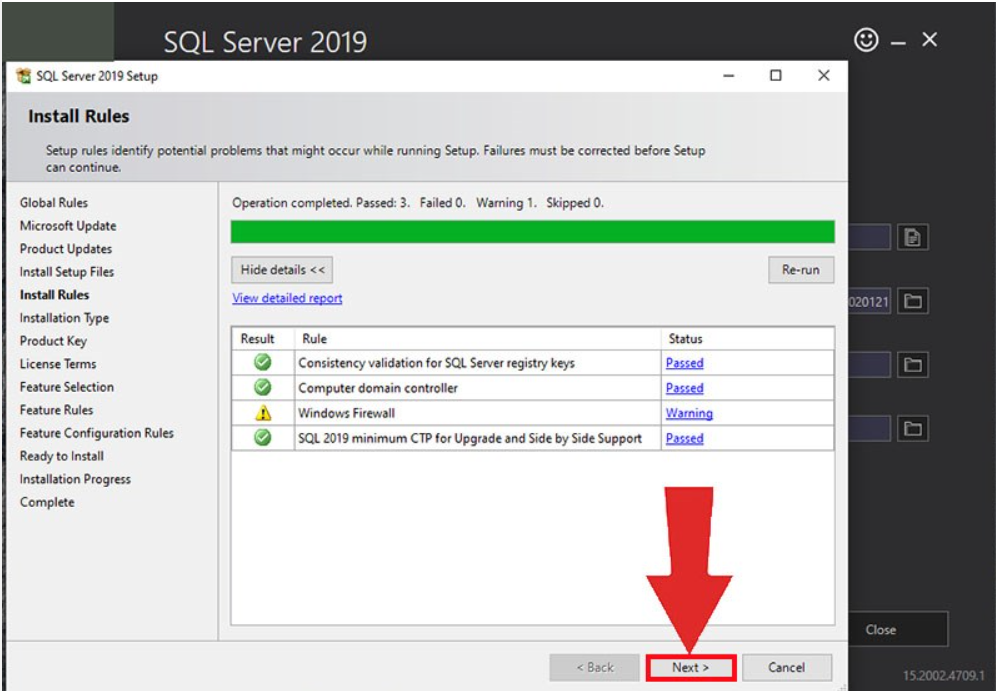 SQL Server 2019
SQL Server 2019 Setup
Install Rules
Setup rules identify potential problems that might occur while running Setup. Failures must be corrected before Setup
can continue.
Global Rules
Microsoft Update
Product Updates
Install Setup Files
Install Rules
Installation Type
Product Key
License Terms
Feature Selection
Feature Rules
Feature Configuration Rules
Ready to Install
Installation Progress
Complete
Operation completed. Passed: 3. Failed 0. Warning 1. Skipped 0.
Hide details <<
Re-run
View detailed report
Result Rule Status
Consistency validation for SQL Server registry keys Passed
Computer domain controller Passed
Windows Firewall Warning
SQL 2019 minimum CTP for Upgrade and Side by Side Support Passed
< Back
Next >
Cancel
020121
Close
15.2002.4709.1